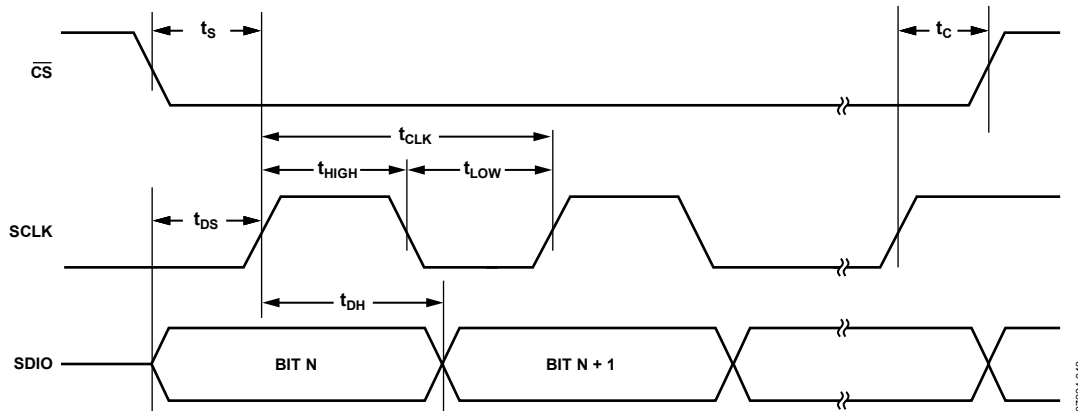 tS
tC
CS
tCLK
tHIGH
tLOW
tDS
SCLK
tDH
SDIO
BIT N
BIT N + 1